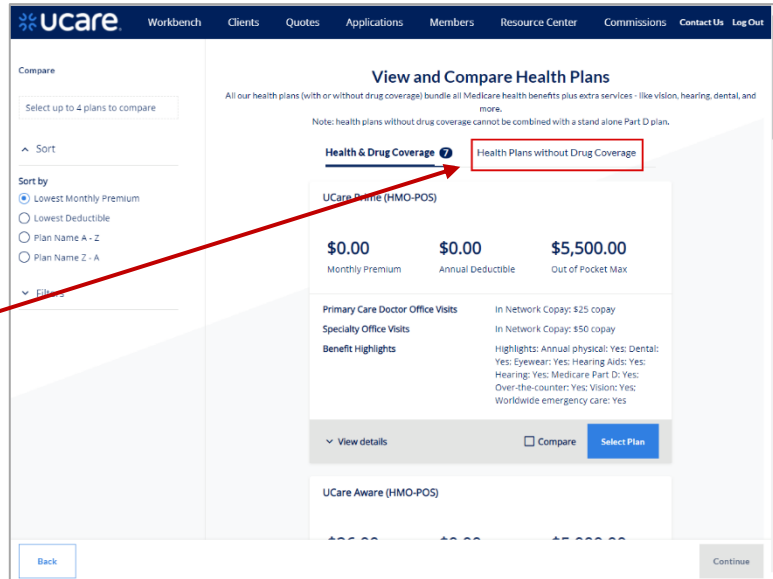 ucare
Workbench Clients Quotes Applications Members Resource Center Commissions Contact Us Log Out
Compare
Select up to 4 plans to compare
Sort
Sort by
Lowest Monthly Premium
Lowest Deductible
Plan Name A - Z
Plan Name Z - A
Filters
View and Compare Health Plans
All our health plans (with or without drug coverage) bundle all Medicare health benefits plus extra services - like vision, hearing, dental, and
more.
Note: health plans without drug coverage cannot be combined with a stand alone Part D plan.
Health & Drug Coverage 7 Health Plans without Drug Coverage
UCare Prime (HMO-POS)
$0.00 $0.00 $5,500.00
Monthly Premium Annual Deductible Out of Pocket Max
Primary Care Doctor Office Visits In Network Copay: $25 copay
Specialty Office Visits In Network Copay: $50 copay
Benefit Highlights Highlights: Annual physical: Yes; Dental:
Yes; Eyewear: Yes; Hearing Aids: Yes;
Hearing: Yes; Medicare Part D: Yes;
Over-the-counter: Yes; Vision: Yes;
Worldwide emergency care: Yes
View details Compare Select Plan
UCare Aware (HMO-POS)
Back Continue